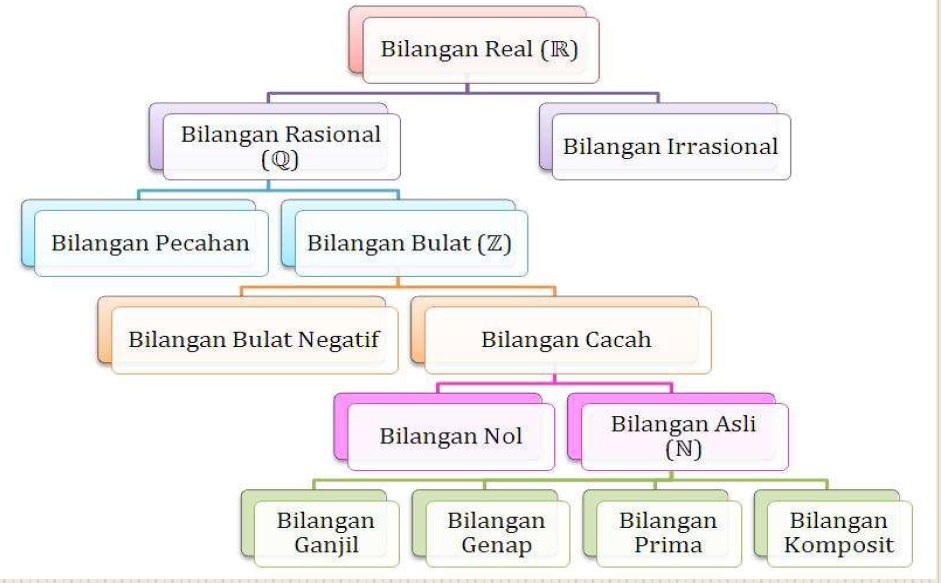 Bilangan Real (ℝ)
Bilangan Rasional
(ℚ)
Bilangan Irrasional
Bilangan Pecahan
Bilangan Bulat (ℤ)
Bilangan Bulat Negatif
Bilangan Cacah
Bilangan Nol
Bilangan Asli
(ℕ)
Bilangan
Ganjil
Bilangan
Genap
Bilangan
Prima
Bilangan
Komposit